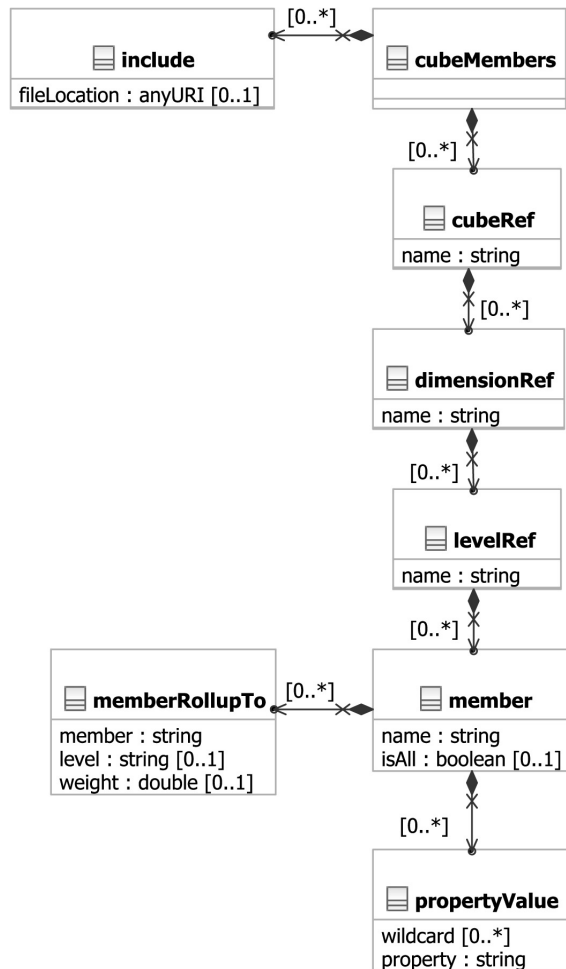 [0..*]
include
cubeMembers
fileLocation : anyURI [0..1]
[0..*]
cubeRef
name : string
[0..*]
dimensionRef
name : string
[0..*]
levelRef
name : string
[0..*]
memberRollupTo
[0..*]
member
member : string
level : string [0..1]
weight : double [0..1]
name : string
isAll : boolean [0..1]
[0..*]
propertyValue
wildcard [0..*]
property : string